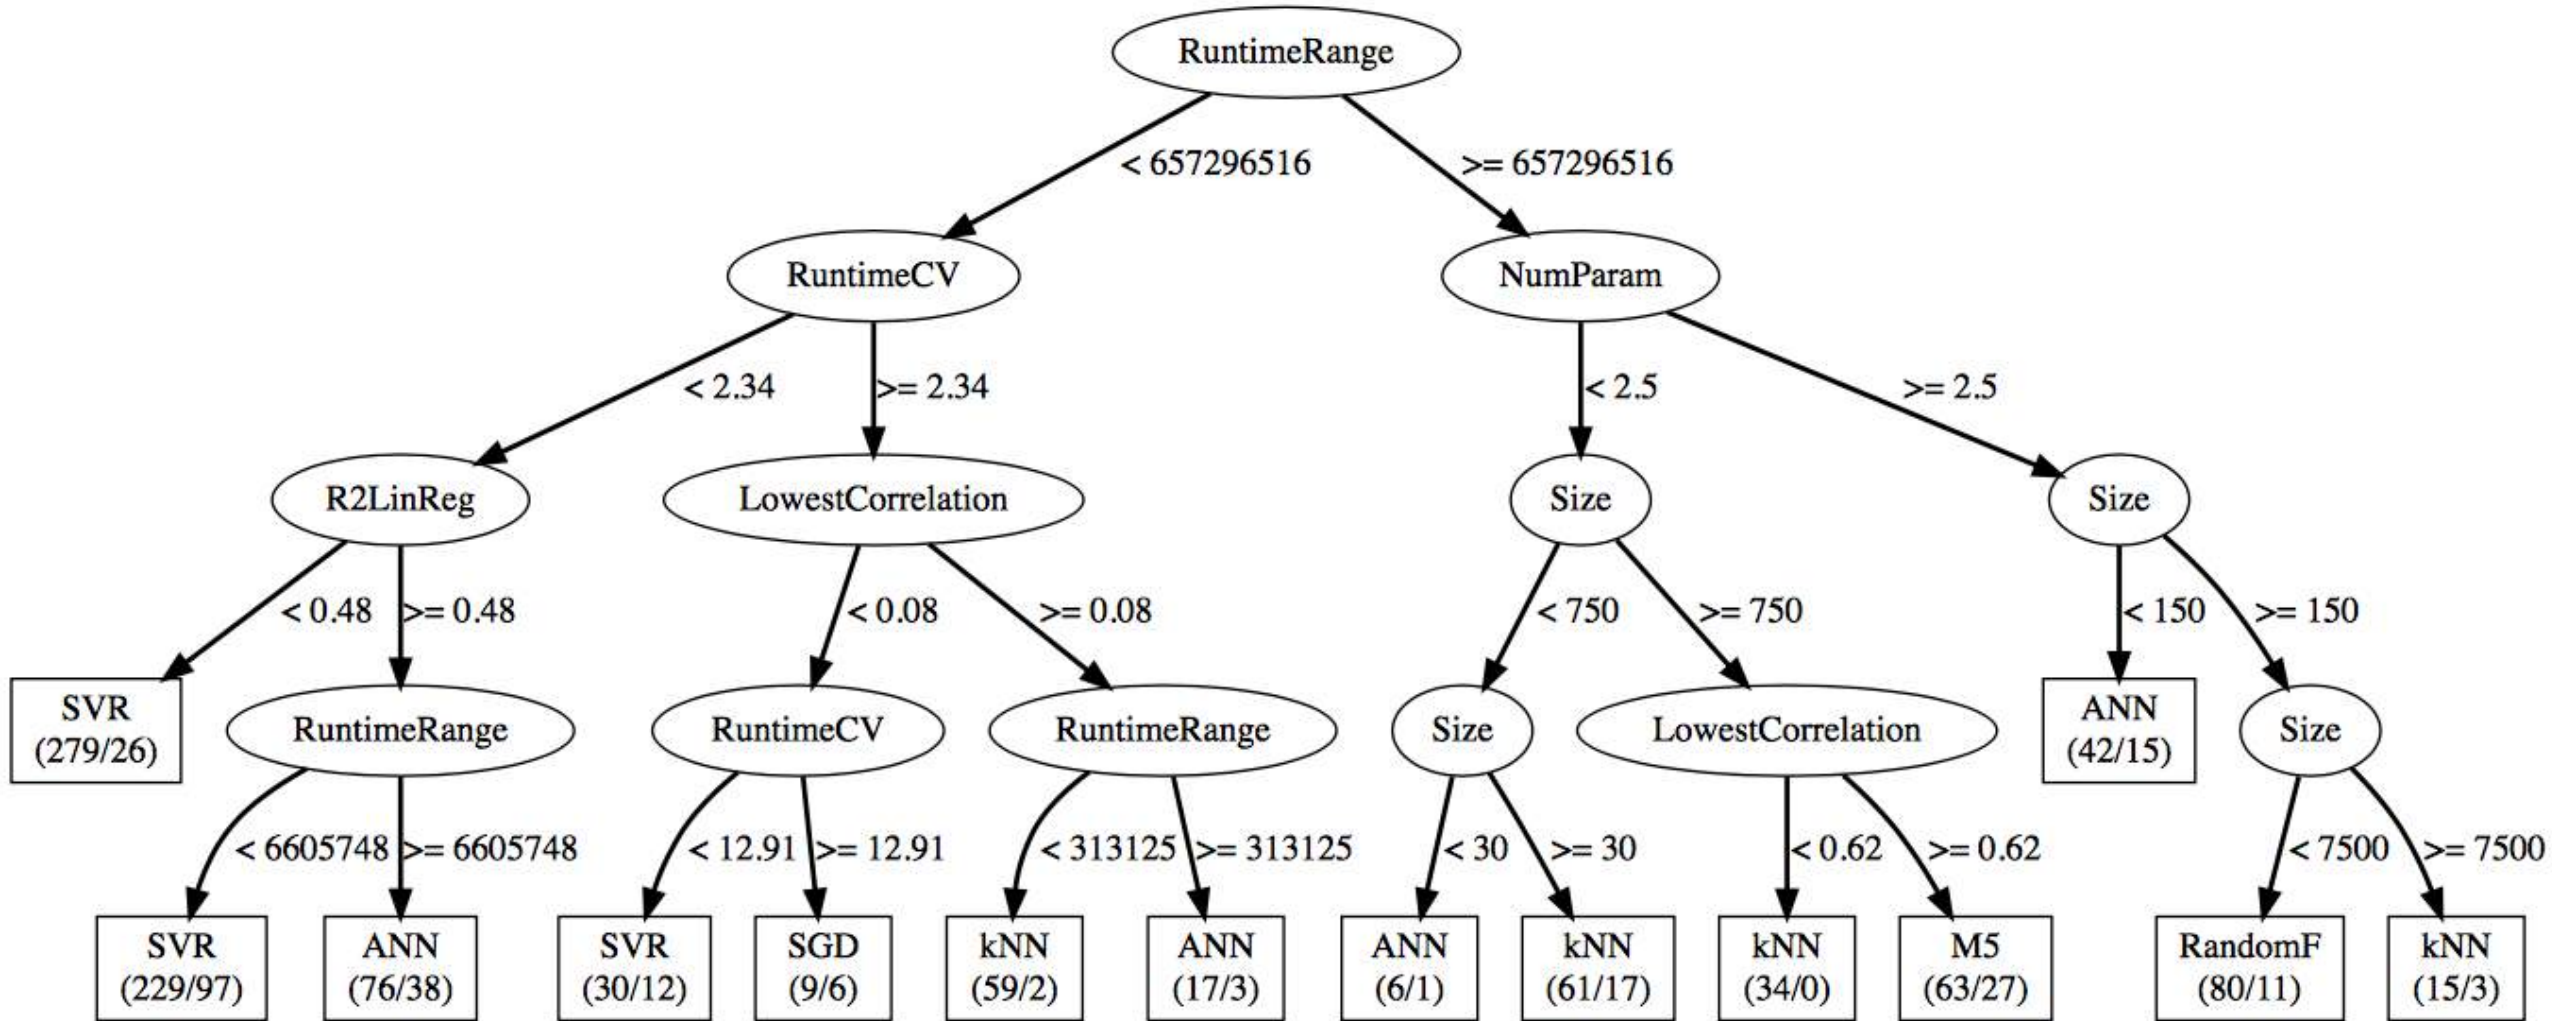 RuntimeRange
< 657296516
>= 657296516
RuntimeCV
NumParam
< 2.34
>= 2.34
< 2.5
>= 2.5
R2LinReg
LowestCorrelation
Size
Size
< 0.48
>= 0.48
< 0.08
>= 0.08
< 750
>= 750
< 150
>= 150
SVR
(279/26)
RuntimeRange
RuntimeCV
RuntimeRange
Size
LowestCorrelation
ANN
(42/15)
Size
< 6605748
>= 6605748
< 12.91
>= 12.91
< 313125
>= 313125
< 30
>= 30
< 0.62
>= 0.62
< 7500
>= 7500
SVR
(229/97)
ANN
(76/38)
SVR
(30/12)
SGD
(9/6)
kNN
(59/2)
ANN
(17/3)
ANN
(6/1)
kNN
(61/17)
kNN
(34/0)
M5
(63/27)
RandomF
(80/11)
kNN
(15/3)